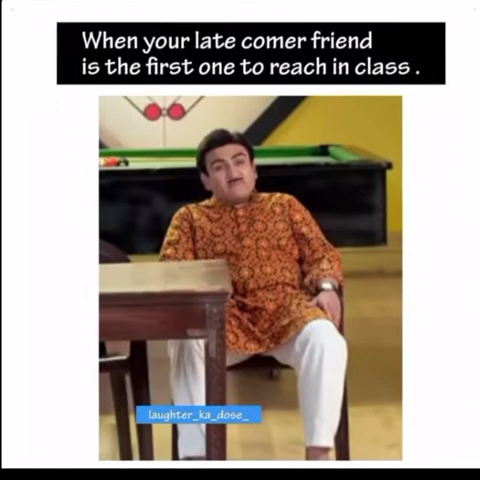 When your late comer friend
is the first one to reach in class .
laughter_ka_dose_